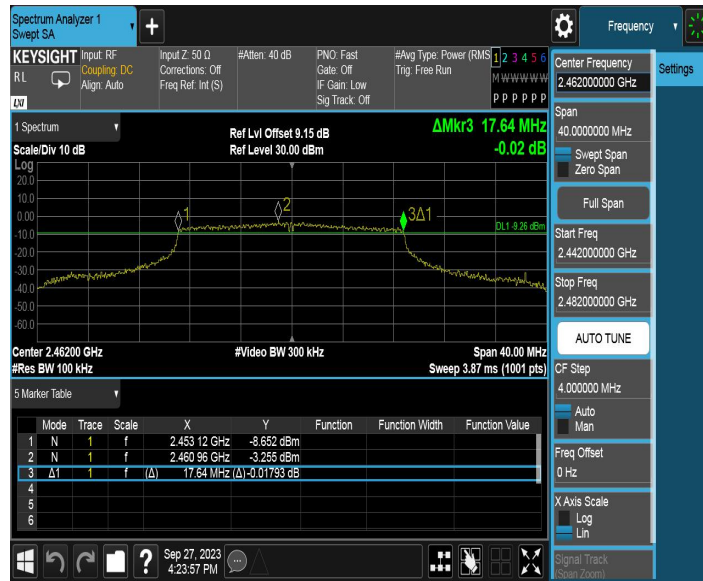 Spectrum Analyzer 1
Swept SA
+
Frequency
KEYSIGHT
RL
LXI
Input: RF
Coupling: DC
Align: Auto
Input Z: 50 Ω
Corrections: Off
Freq Ref: Int (S)
#Atten: 40 dB
PNO: Fast
Gate: Off
IF Gain: Low
Sig Track: Off
#Avg Type: Power (RMS
Trig: Free Run
1 2 3 4 5 6
M W W W W W
P P P P P P
1 Spectrum
Scale/Div 10 dB
Ref Lvl Offset 9.15 dB
Ref Level 30.00 dBm
ΔMkr3 17.64 MHz
-0.02 dB
Log
20.0
10.0
0.00
-10.0
-20.0
-30.0
-40.0
-50.0
-60.0
1
2
3Δ1
DL1 -9.26 dBm
Center 2.46200 GHz
#Res BW 100 kHz
#Video BW 300 kHz
Span 40.00 MHz
Sweep 3.87 ms (1001 pts)
5 Marker Table
Mode Trace Scale X Y Function Function Width Function Value
1 N 1 f 2.453 12 GHz -8.652 dBm
2 N 1 f 2.460 96 GHz -3.255 dBm
3 Δ1 1 f (Δ) 17.64 MHz (Δ) -0.01793 dB
4
5
6
Sep 27, 2023
4:23:57 PM
Center Frequency
2.462000000 GHz
Settings
Span
40.0000000 MHz
Swept Span
Zero Span
Full Span
Start Freq
2.442000000 GHz
Stop Freq
2.482000000 GHz
AUTO TUNE
CF Step
4.000000 MHz
Auto
Man
Freq Offset
0 Hz
X Axis Scale
Log
Lin
Signal Track
(Span Zoom)